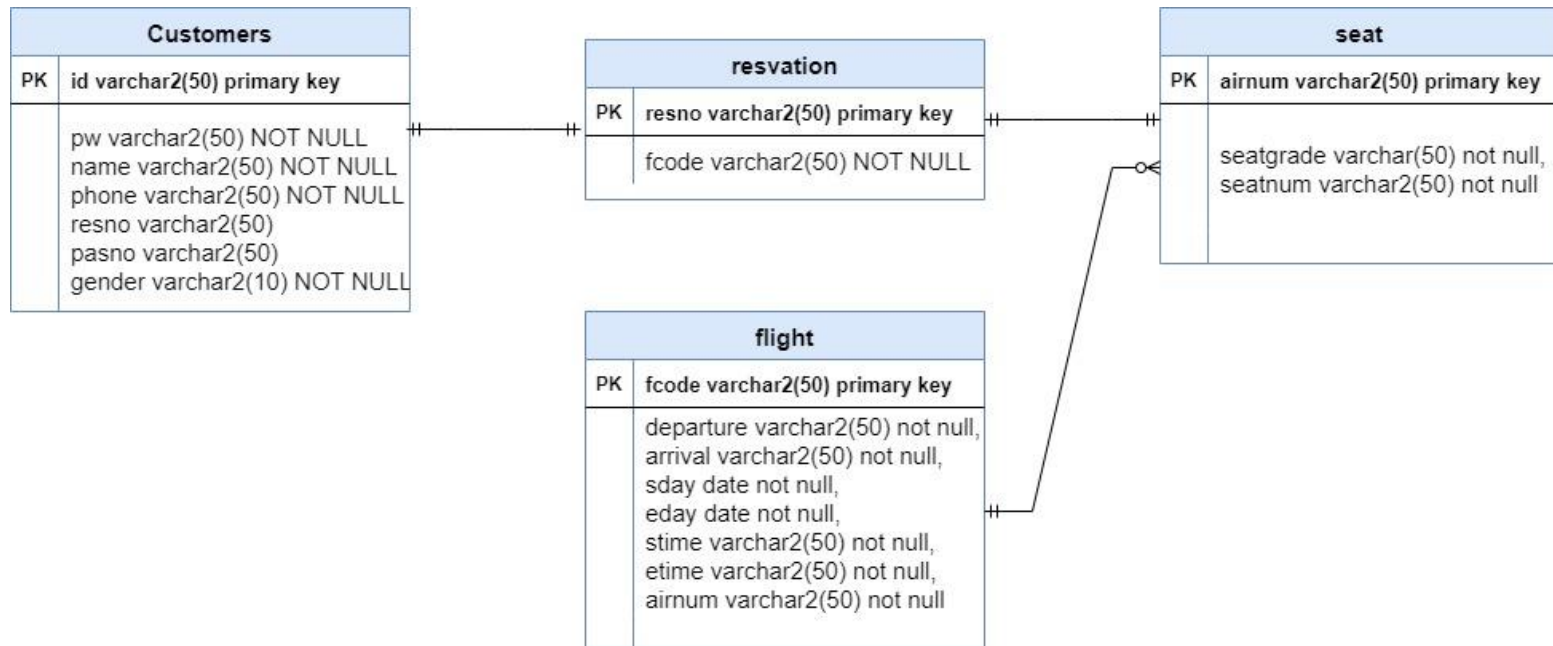 Customers
PK id varchar2(50) primary key
pw varchar2(50) NOT NULL
name varchar2(50) NOT NULL
phone varchar2(50) NOT NULL
resno varchar2(50)
pasno varchar2(50)
gender varchar2(10) NOT NULL
resvation
PK resno varchar2(50) primary key
fcode varchar2(50) NOT NULL
seat
PK airnum varchar2(50) primary key
seatgrade varchar(50) not null,
seatnum varchar2(50) not null
flight
PK fcode varchar2(50) primary key
departure varchar2(50) not null,
arrival varchar2(50) not null,
sday date not null,
eday date not null,
stime varchar2(50) not null,
etime varchar2(50) not null,
airnum varchar2(50) not null